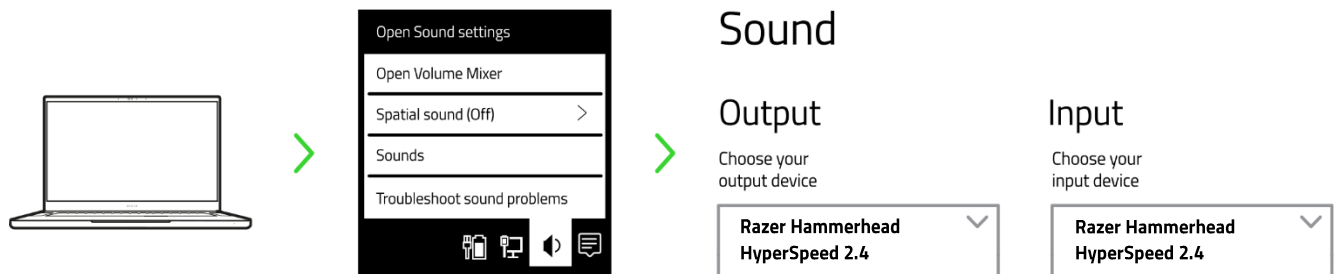 Open Sound settings
Open Volume Mixer
Spatial sound (Off)
Sounds
Troubleshoot sound problems
Sound
Output
Choose your
output device
Razer Hammerhead
HyperSpeed 2.4
Input
Choose your
input device
Razer Hammerhead
HyperSpeed 2.4